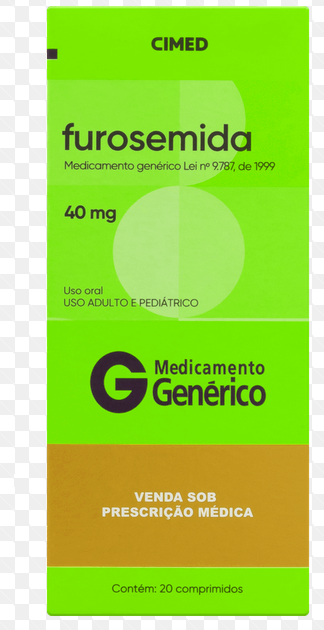 CIMED
furosemida
Medicamento genérico Lei nº 9.787, de 1999
40 mg
Uso oral
USO ADULTO E PEDIÁTRICO
G Medicamento
Genérico
VENDA SOB
PRESCRIÇÃO MÉDICA
Contém: 20 comprimidos